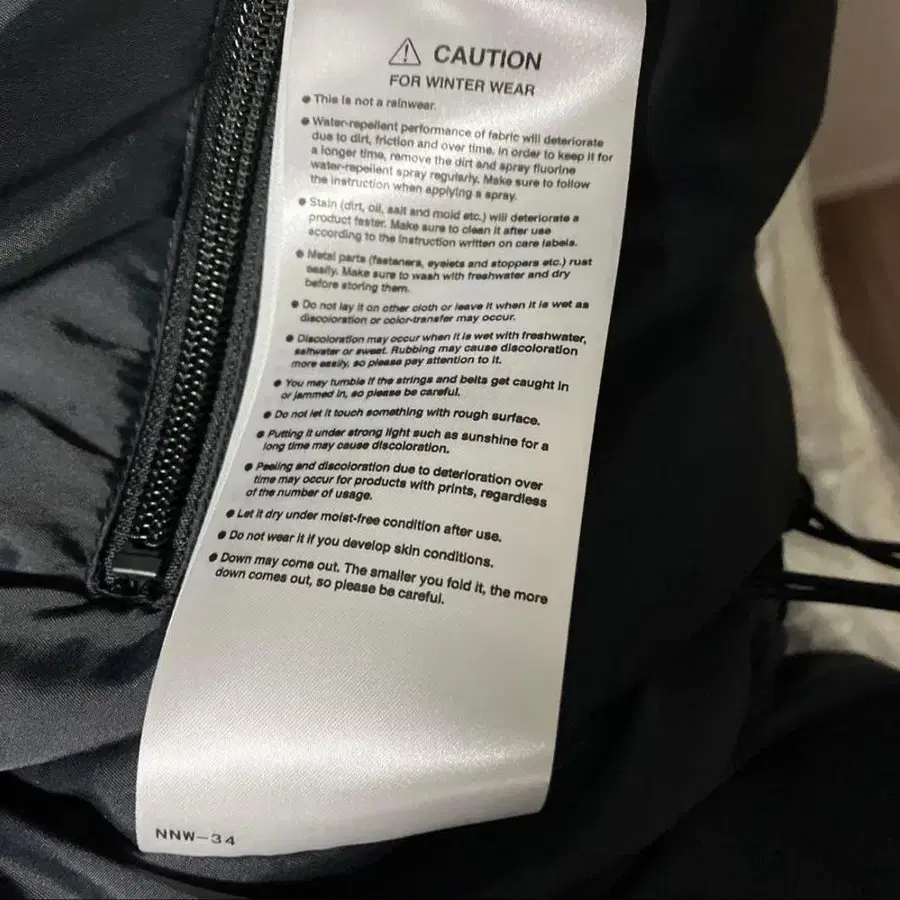 ⚠ CAUTION
FOR WINTER WEAR
● This is not a rainwear.
● Water-repellent performance of fabric will deteriorate
due to dirt, friction and over time. In order to keep it for
a longer time, remove the dirt and spray fluorine
water-repellent spray regularly. Make sure to follow
the instruction when applying a spray.
● Stain (dirt, oil, salt and mold etc.) will deteriorate a
product faster. Make sure to clean it after use
according to the instruction written on care labels.
● Metal parts (fasteners, eyelets and stoppers etc.) rust
easily. Make sure to wash with freshwater and dry
before storing them.
● Do not lay it on other cloth or leave it when it is wet as
discoloration or color-transfer may occur.
● Discoloration may occur when it is wet with freshwater,
saltwater or sweat. Rubbing may cause discoloration
more easily, so please pay attention to it.
● You may tumble if the strings and belts get caught in
or jammed in, so please be careful.
● Do not let it touch something with rough surface.
● Putting it under strong light such as sunshine for a
long time may cause discoloration.
● Peeling and discoloration due to deterioration over
time may occur for products with prints, regardless
of the number of usage.
● Let it dry under moist-free condition after use.
● Do not wear it if you develop skin conditions.
● Down may come out. The smaller you fold it, the more
down comes out, so please be careful.
NNW-34